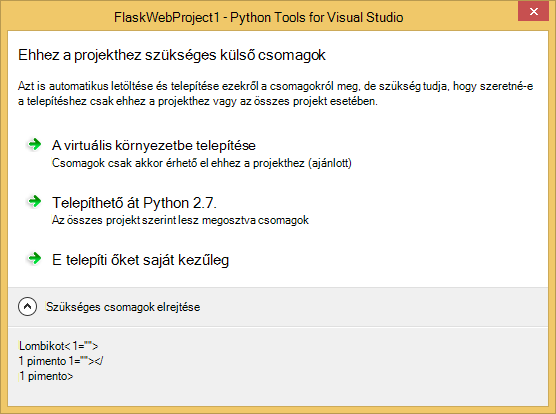 FlaskWebProject1 - Python Tools for Visual Studio
Ehhez a projekthez szükséges külső csomagok
Azt is automatikus letöltése és telepítése ezekről a csomagokról meg, de szükség tudja, hogy szeretné-e
a telepítéshez csak ehhez a projekthez vagy az összes projekt esetében.
A virtuális környezetbe telepítése
Csomagok csak akkor érhető el ehhez a projekthez (ajánlott)
Telepíthető át Python 2.7.
Az összes projekt szerint lesz megosztva csomagok
E telepíti őket saját kezűleg
Szükséges csomagok elrejtése
Lombikot< 1="">
1 pimento 1=""></
1 pimento>